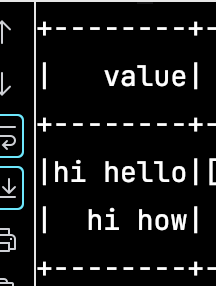 +--------+-
|   value|
+--------+-
|hi hello|[
|  hi how|
+--------+-